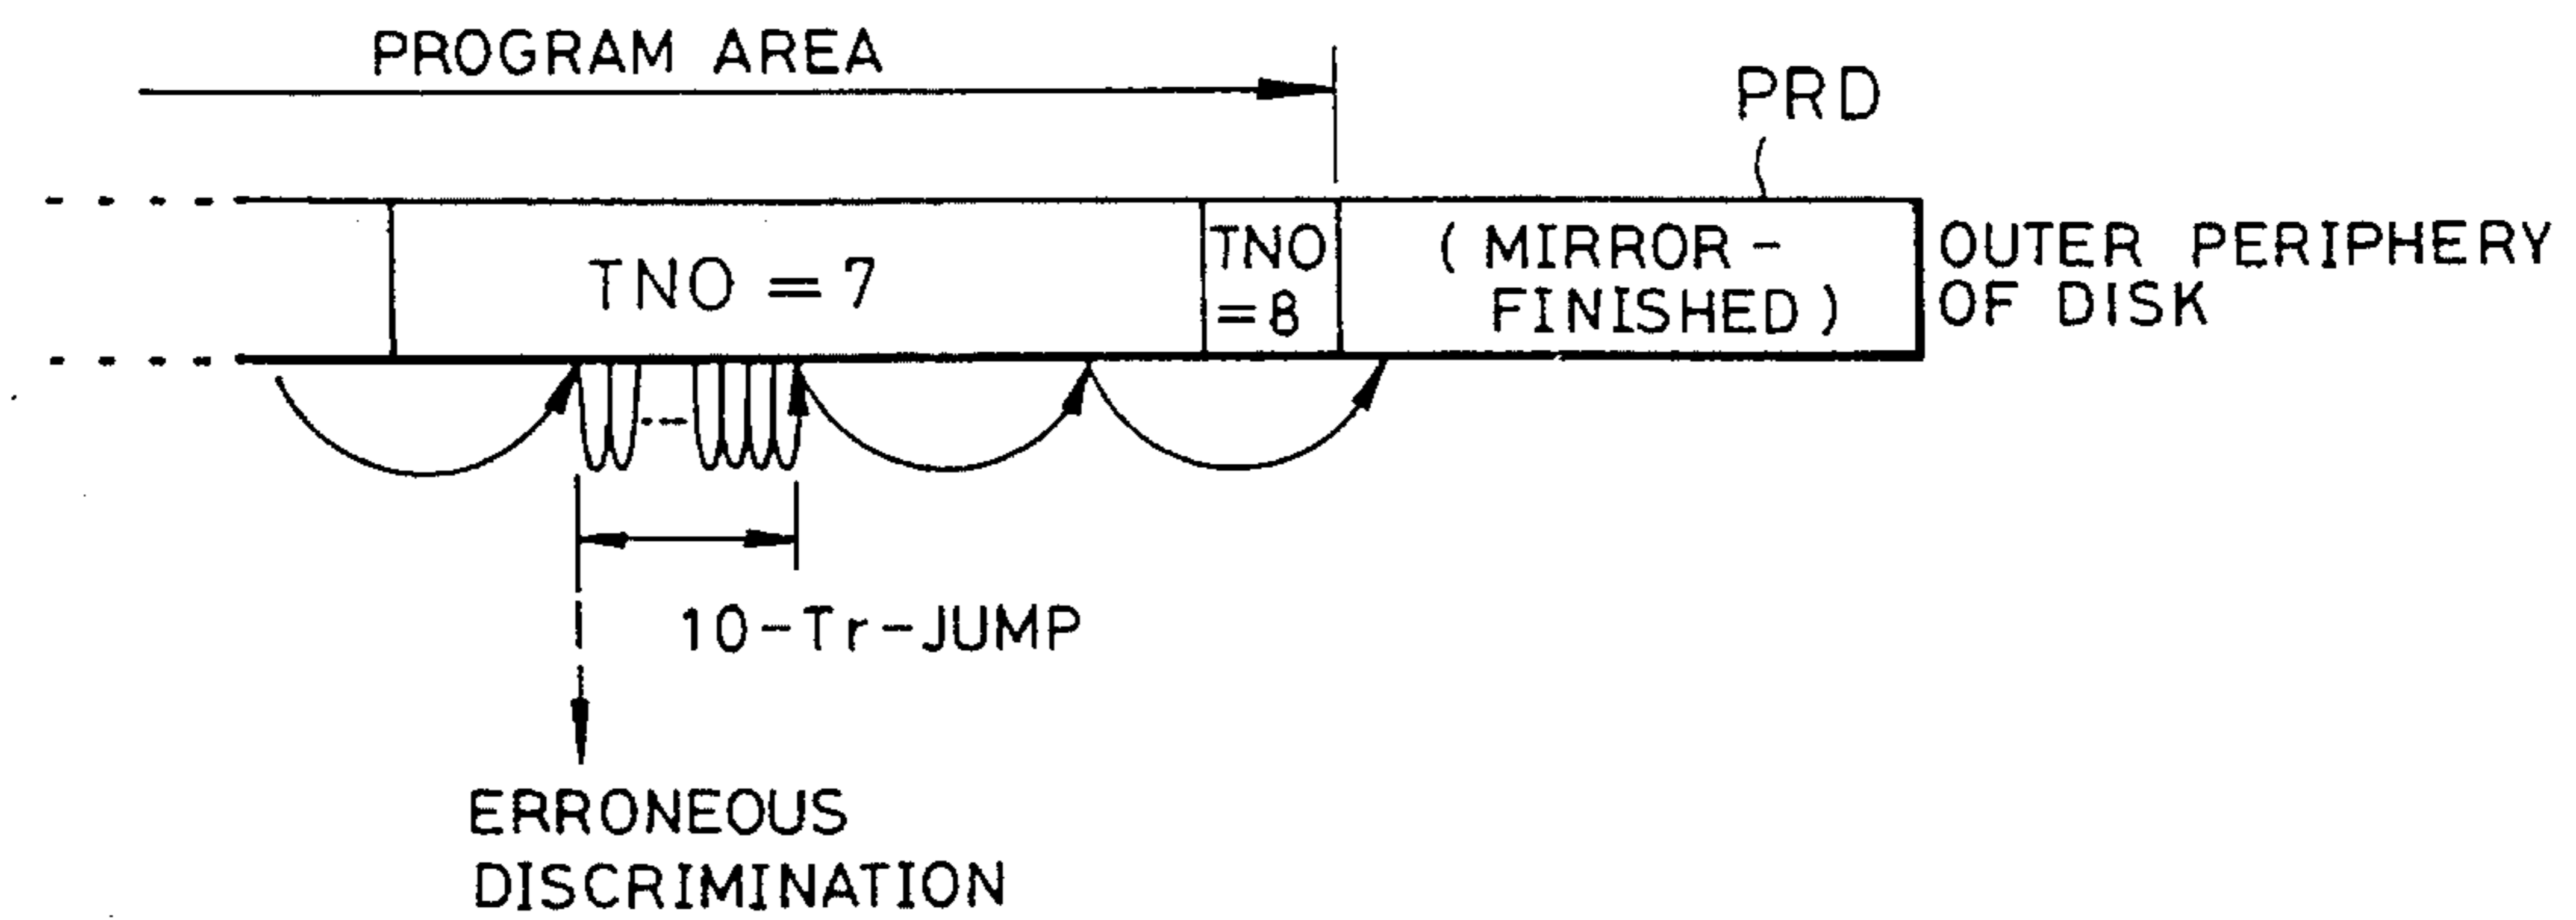 PROGRAM AREA
PRD
TNO = 7
TNO
= 8
( MIRROR -
FINISHED )
OUTER PERIPHERY
OF DISK
10-Tr-JUMP
ERRONEOUS
DISCRIMINATION